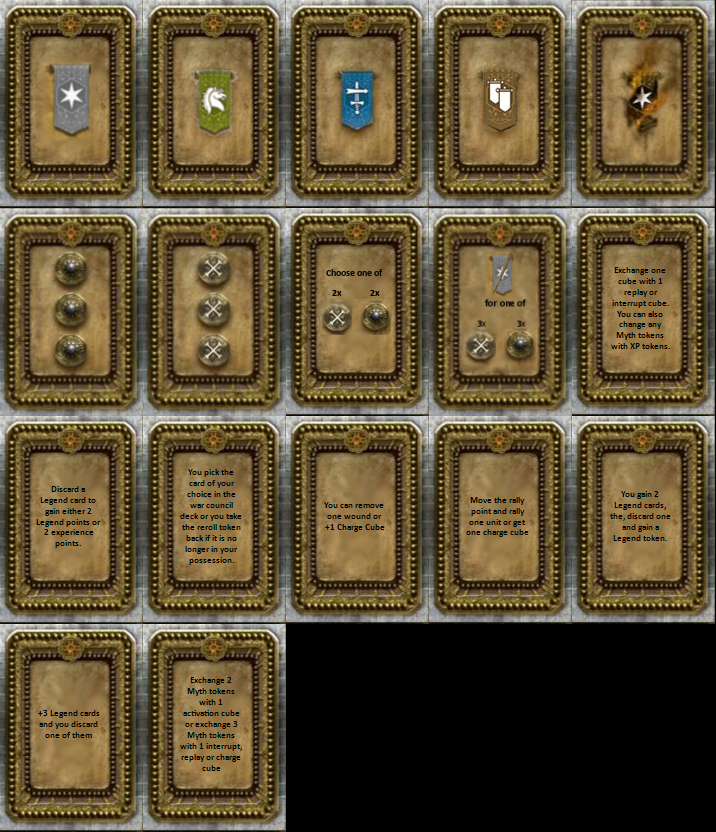 Choose one of
2x 2x
for one of
3x 3x
Exchange one
cube with 1
replay or
interrupt cube.
You can also
change any
Myth tokens
with XP tokens.
Discard a
Legend card to
gain either 2
Legend points or
2 experience
points.
You pick the
card of your
choice in the
war council
deck or you take
the reroll token
back if it is no
longer in your
possession.
You can remove
one wound or
+1 Charge Cube
Move the rally
point and rally
one unit or get
one charge cube
You gain 2
Legend cards,
the, discard one
and gain a
Legend token.
+3 Legend cards
and you discard
one of them
Exchange 2
Myth tokens
with 1
activation cube
or exchange 3
Myth tokens
with 1 interrupt,
replay or charge
cube